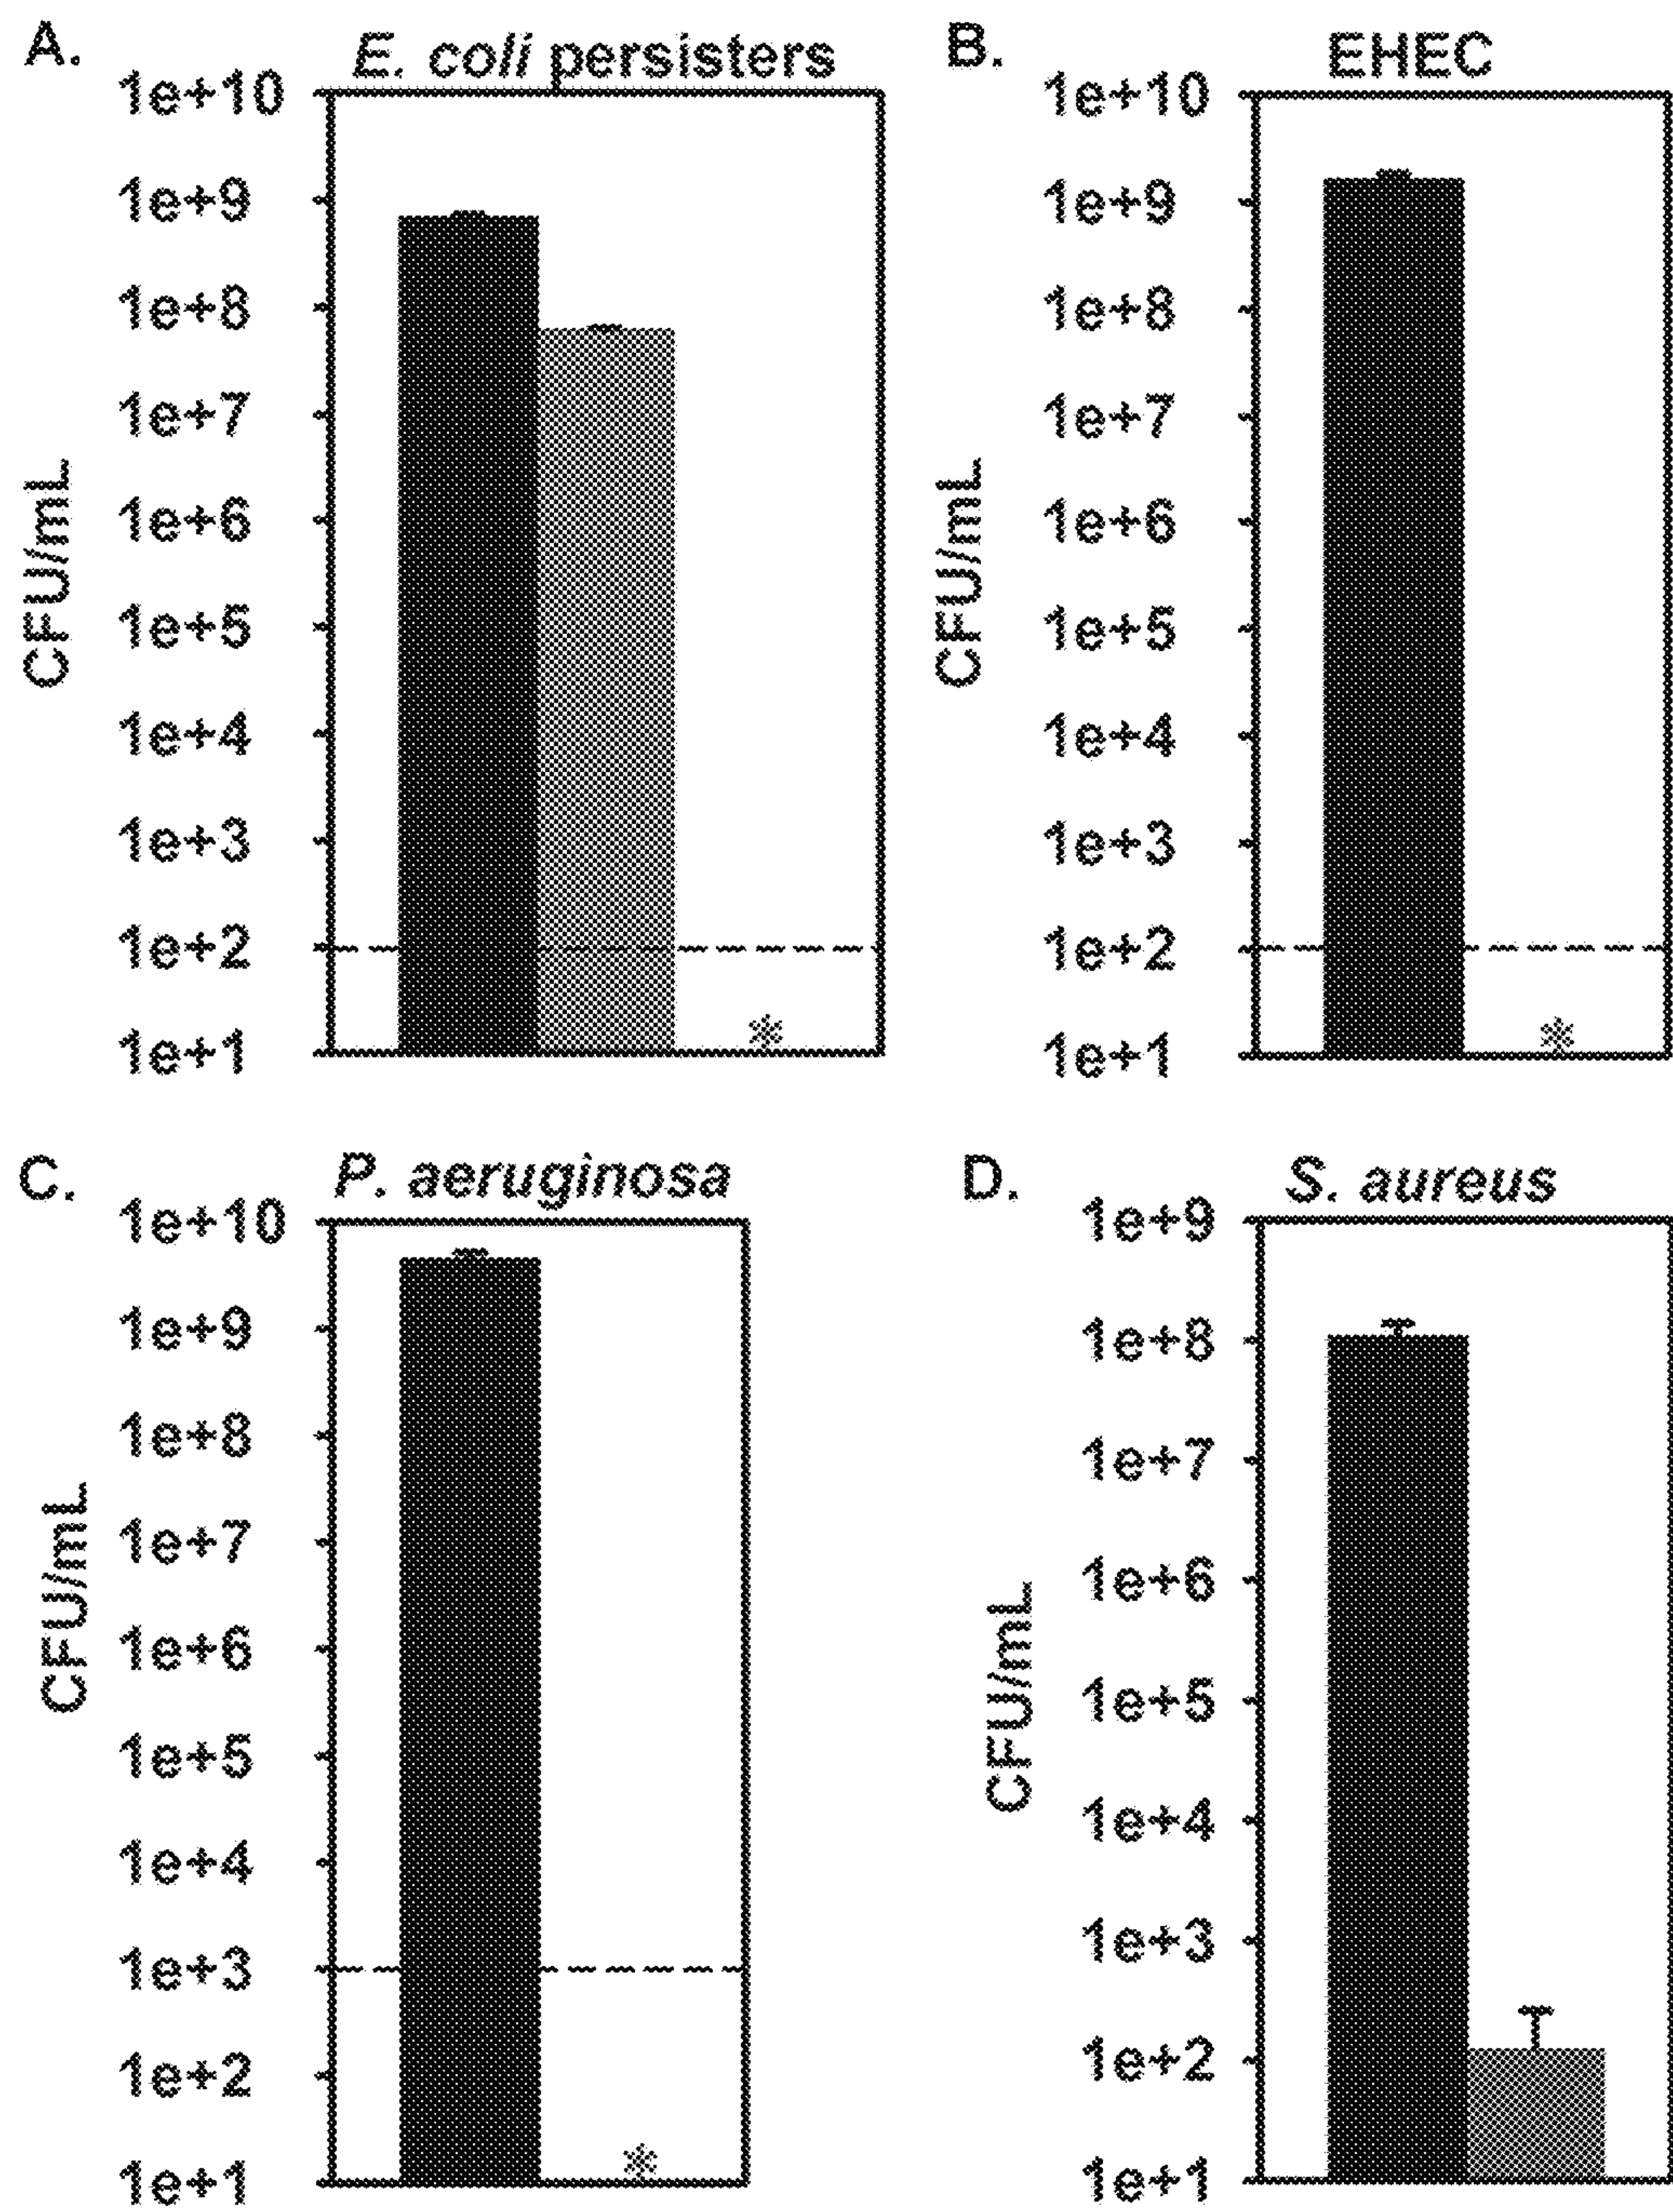 A.
E. coli persisters
1e+10
1e+9
1e+8
1e+7
1e+6
1e+5
1e+4
1e+3
1e+2
1e+1
CFU/mL
*
B.
EHEC
1e+10
1e+9
1e+8
1e+7
1e+6
1e+5
1e+4
1e+3
1e+2
1e+1
CFU/mL
*
C.
P. aeruginosa
1e+10
1e+9
1e+8
1e+7
1e+6
1e+5
1e+4
1e+3
1e+2
1e+1
CFU/mL
*
D.
S. aureus
1e+9
1e+8
1e+7
1e+6
1e+5
1e+4
1e+3
1e+2
1e+1
CFU/mL